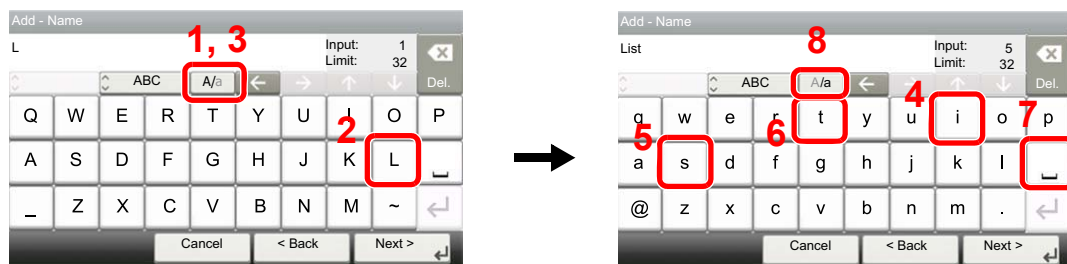 Add - Name
L
1, 3
Input: 1
Limit: 32
ABC
A/a
Del.
Q W E R T Y U I O P
2
A S D F G H J K L
_ Z X C V B N M ~
Cancel
< Back
Next >
Add - Name
List
8
Input: 5
Limit: 32
ABC
A/a
4
Del.
q w e r t y u i o p
5
6
7
a s d f g h j k l
@ z x c v b n m .
Cancel
< Back
Next >